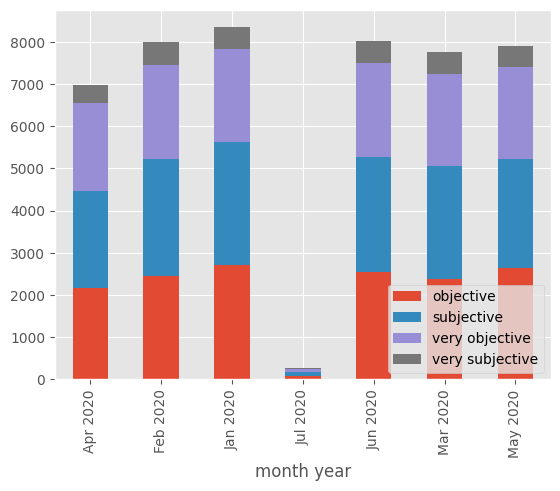 8000
7000
6000
5000
4000
3000
2000
1000
0
objective
subjective
very objective
very subjective
Apr 2020
Feb 2020
Jan 2020
Jul 2020
Jun 2020
Mar 2020
May 2020
month year